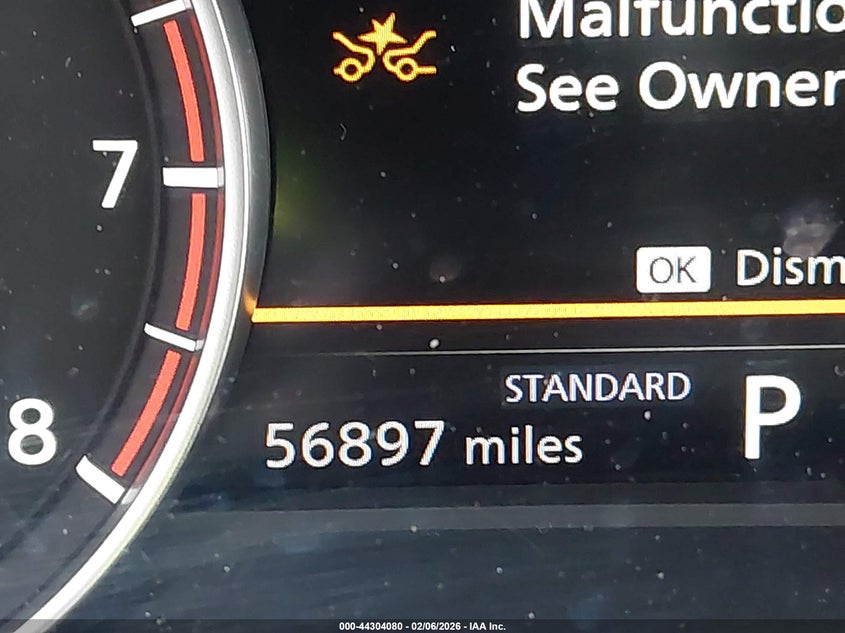 Malfunctio
See Owner
7
OK Dism
STANDARD
P
8
56897 miles
000-44304080 - 02/06/2026 - IAA Inc.